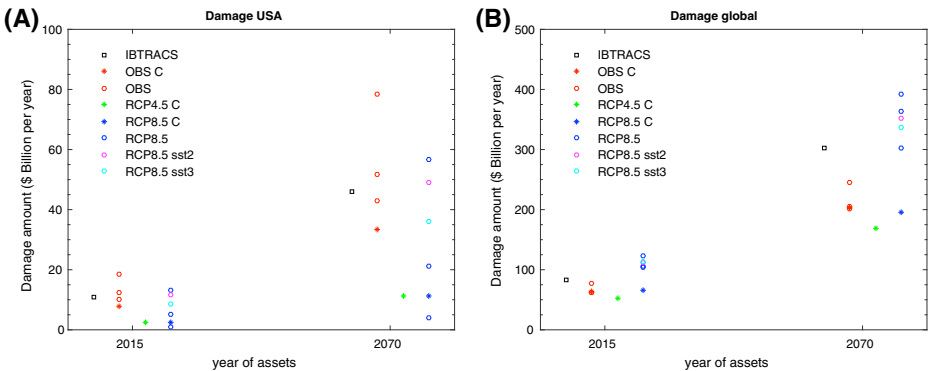 (A)
Damage USA
Damage amount ($ Billion per year)
100
80
60
40
20
0
IBTRACS
OBS C
OBS
RCP4.5 C
RCP8.5 C
RCP8.5
RCP8.5 sst2
RCP8.5 sst3
2015
2070
year of assets
(B)
Damage global
Damage amount ($ Billion per year)
500
400
300
200
100
0
IBTRACS
OBS C
OBS
RCP4.5 C
RCP8.5 C
RCP8.5
RCP8.5 sst2
RCP8.5 sst3
2015
2070
year of assets